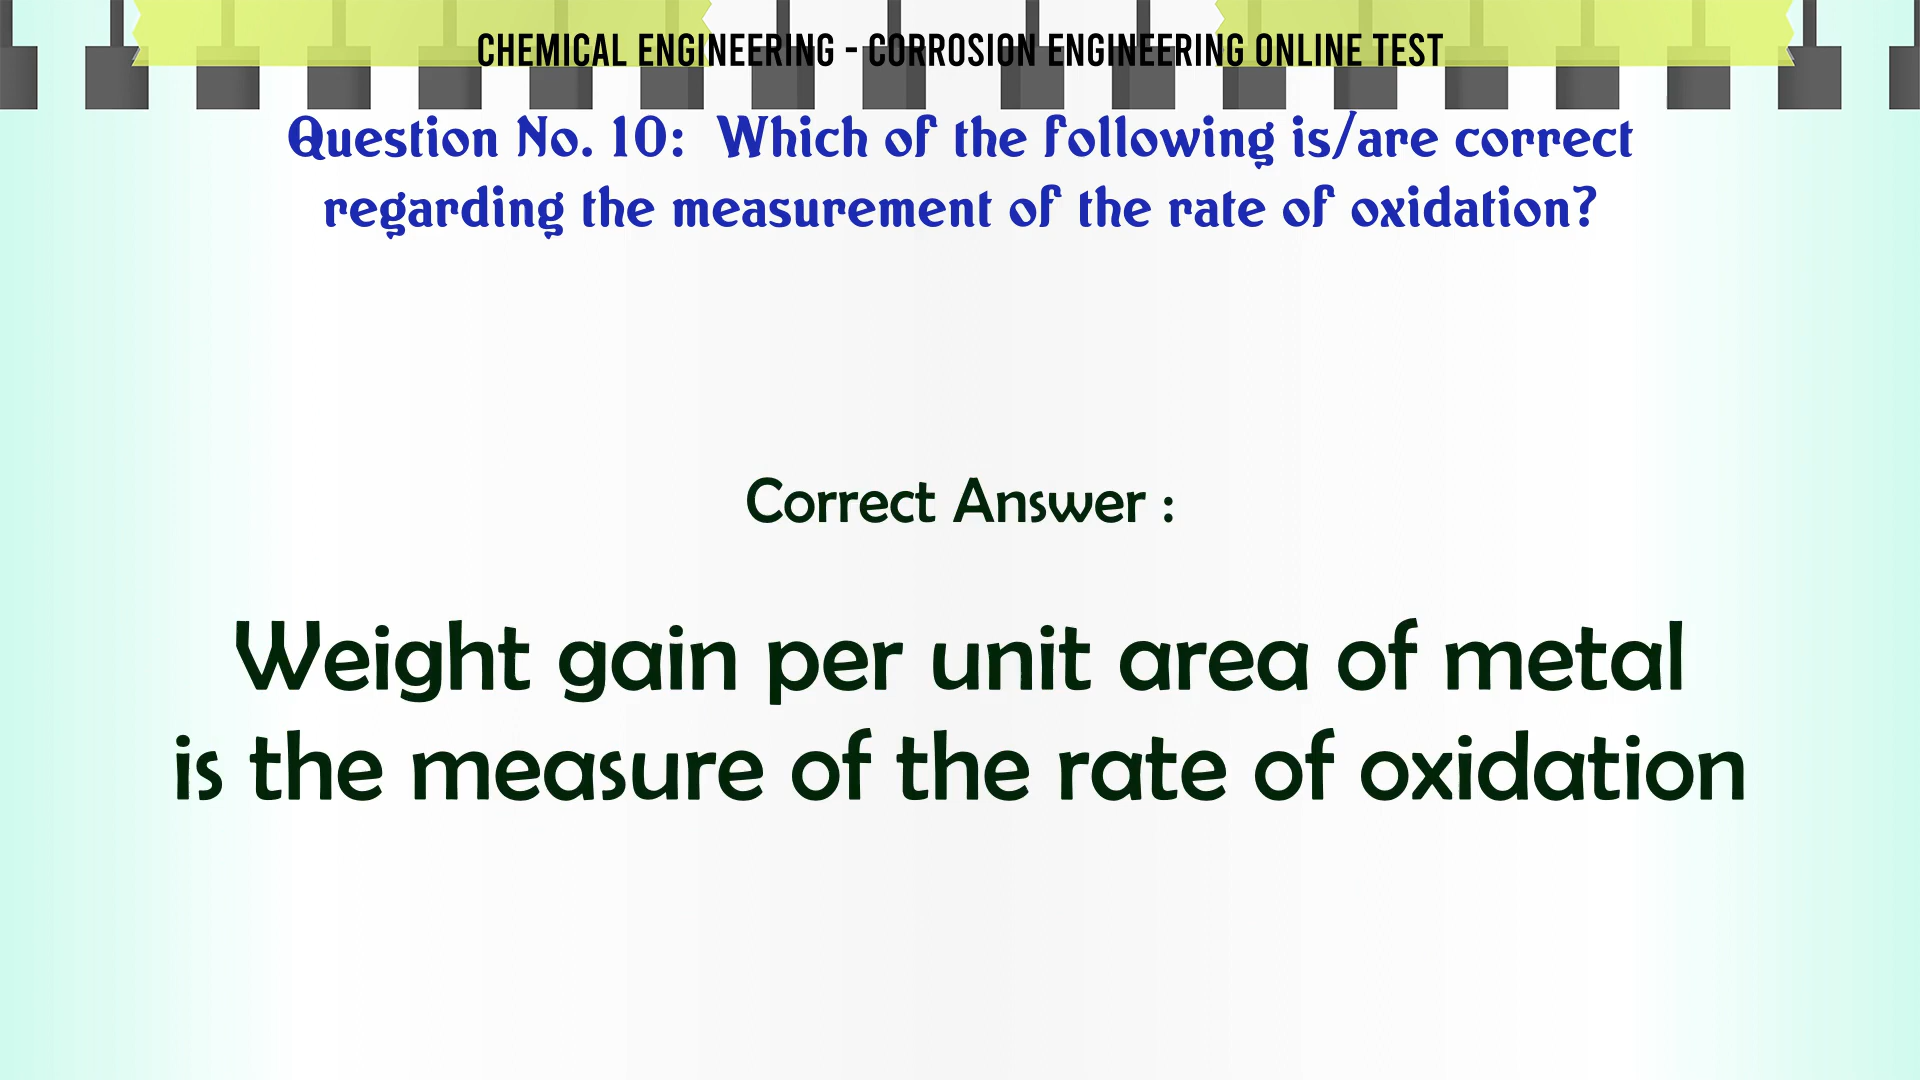 CHEMICAL ENGINEERING - CORROSION ENGINEERING ONLINE TEST
Question No. 10: Which of the following is/are correct
regarding the measurement of the rate of oxidation?
Correct Answer :
Weight gain per unit area of metal
is the measure of the rate of oxidation